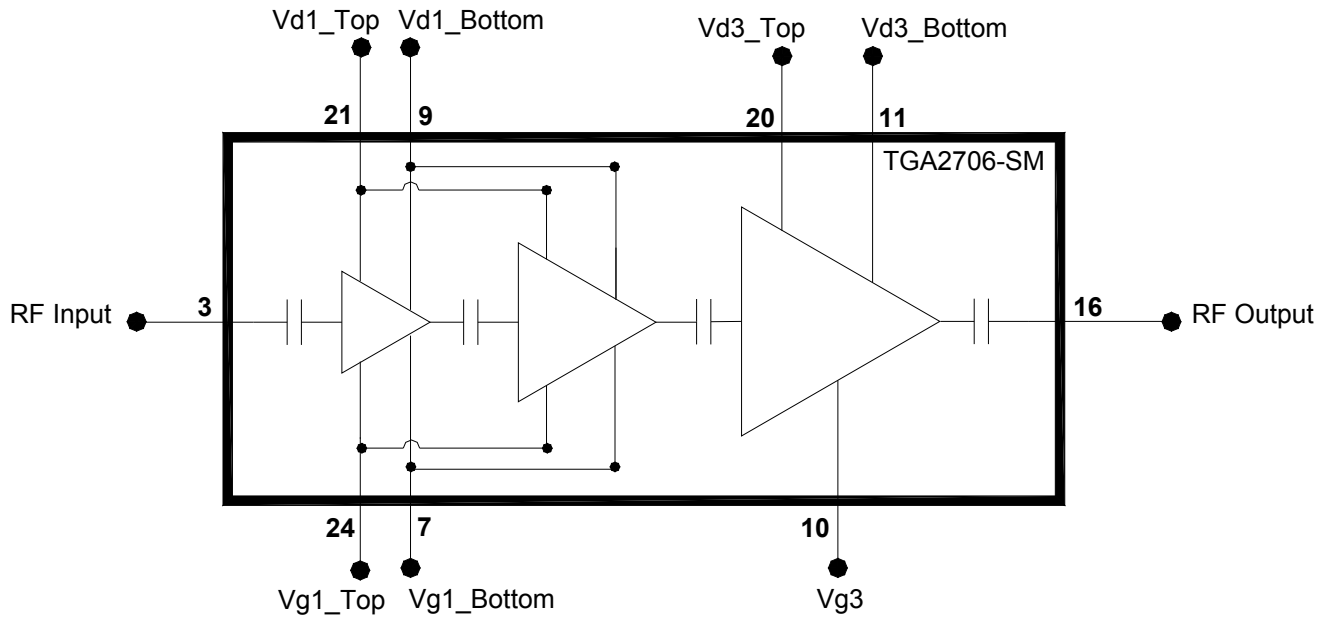 Vd1_Top Vd1_Bottom
Vd3_Top Vd3_Bottom
21 9
20 11
TGA2706-SM
RF Input 3
16 RF Output
24 7
10
Vg1_Top Vg1_Bottom
Vg3